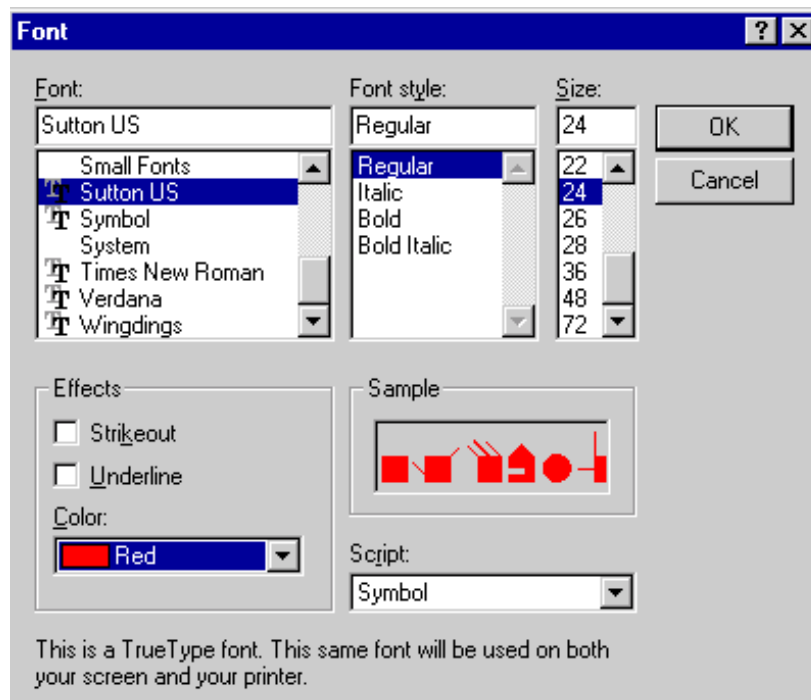 Font
Font:
Sutton US
Small Fonts
Sutton US
Symbol
System
Times New Roman
Verdana
Wingdings
Font style:
Regular
Regular
Italic
Bold
Bold Italic
Size:
24
22
24
26
28
36
48
72
OK
Cancel
Effects
Strikeout
Underline
Color:
Red
Sample
Script:
Symbol
This is a TrueType font. This same font will be used on both
your screen and your printer.